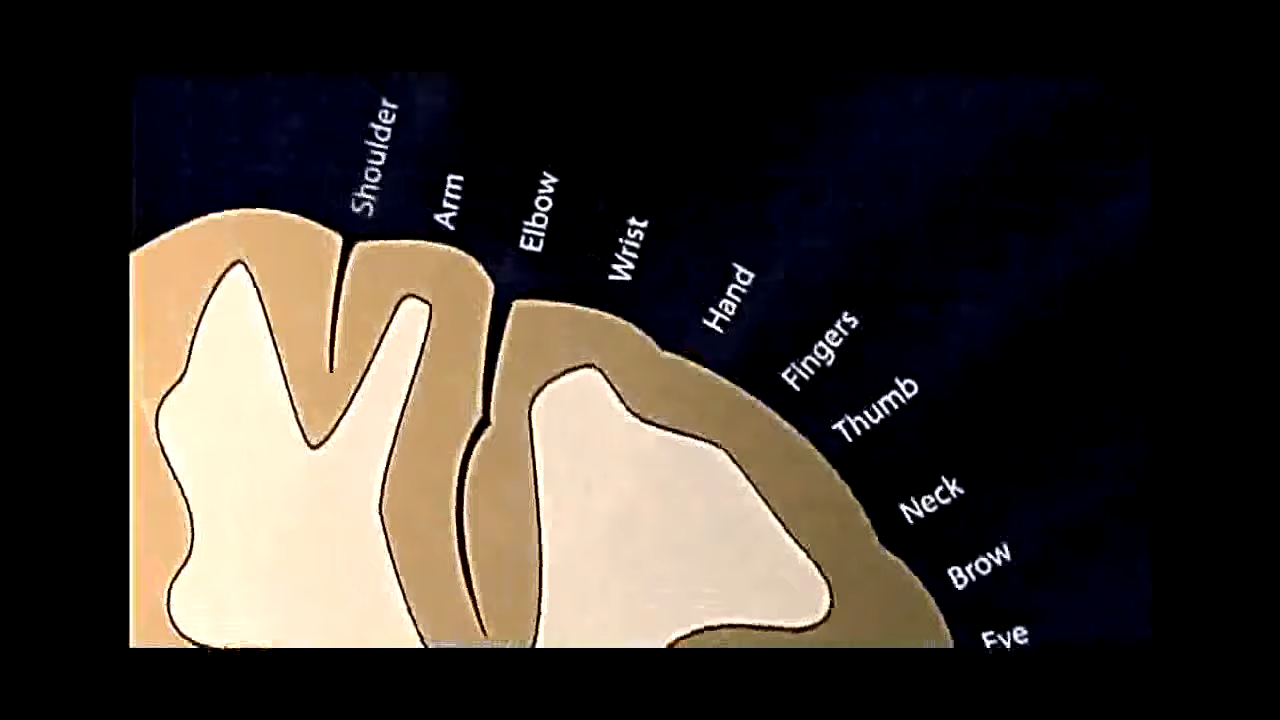 Shoulder
Arm
Elbow
Wrist
Hand
Fingers
Thumb
Neck
Brow
Eye